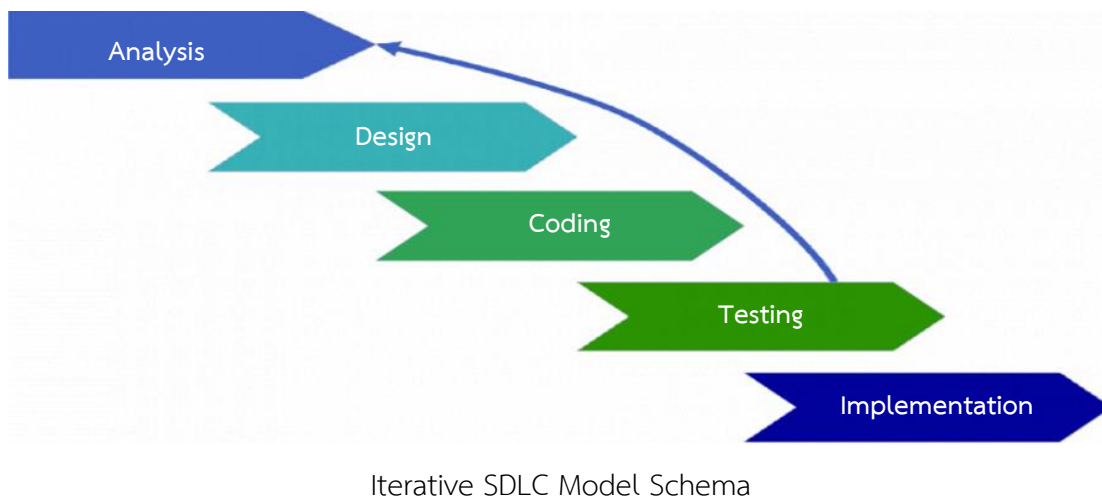 Analysis
Design
Coding
Testing
Implementation
Iterative SDLC Model Schema